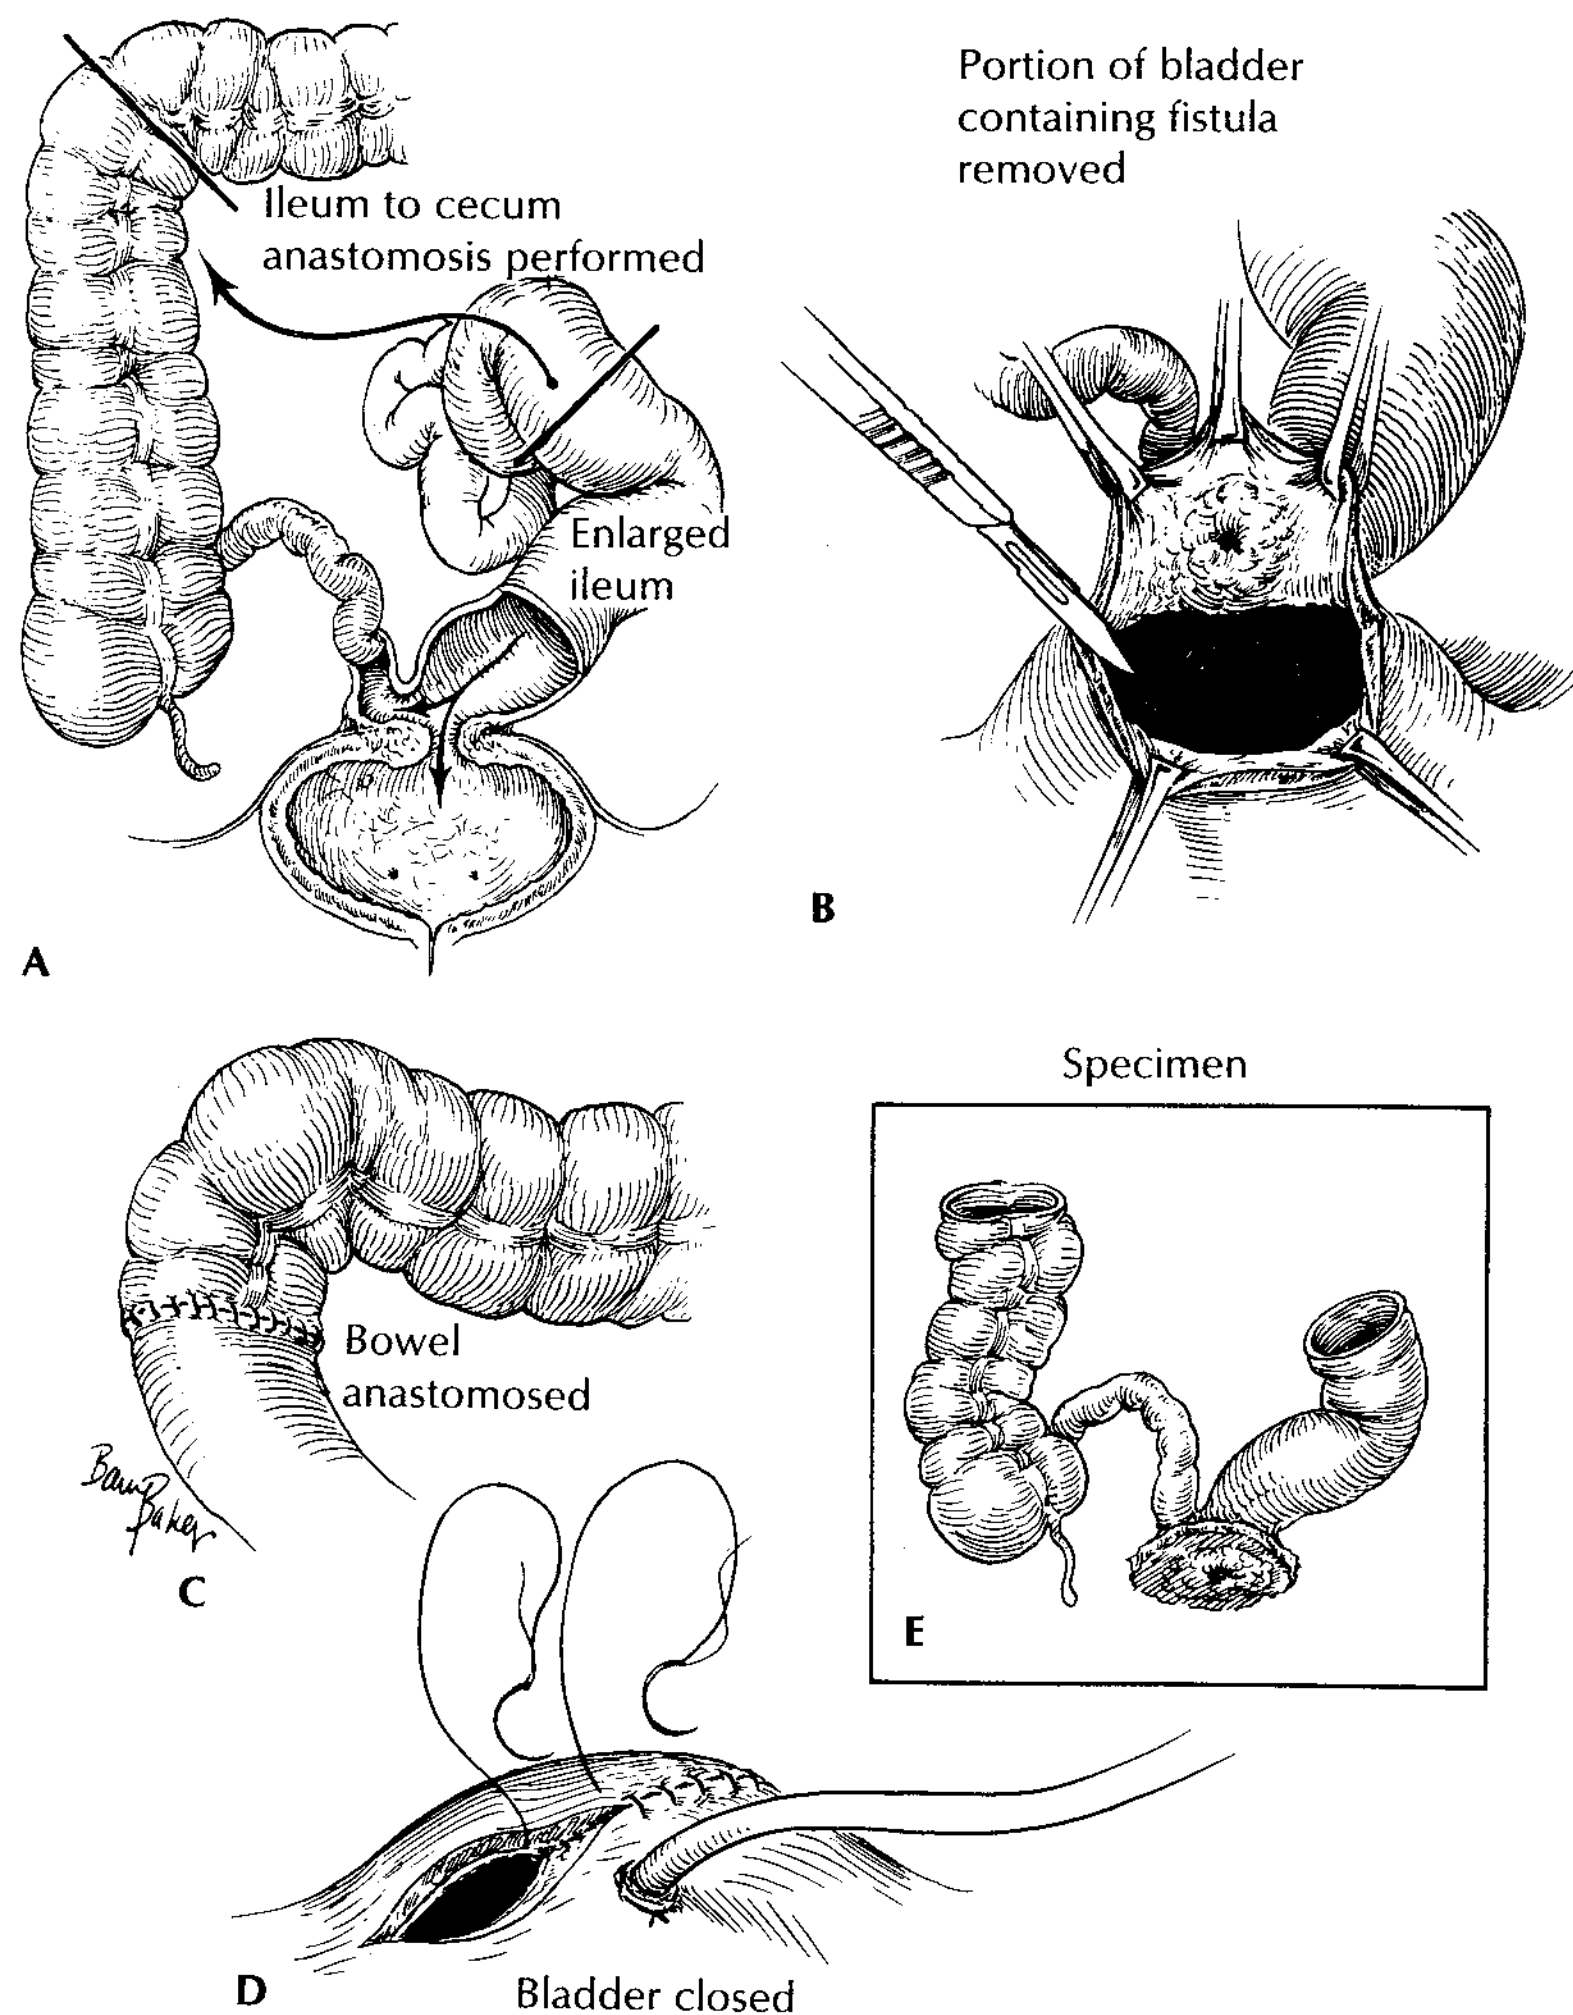 Portion of bladder
containing fistula
removed
Ileum to cecum
anastomosis performed
Enlarged
ileum
A
B
Specimen
Bowel
anastomosed
C
E
D
Bladder closed